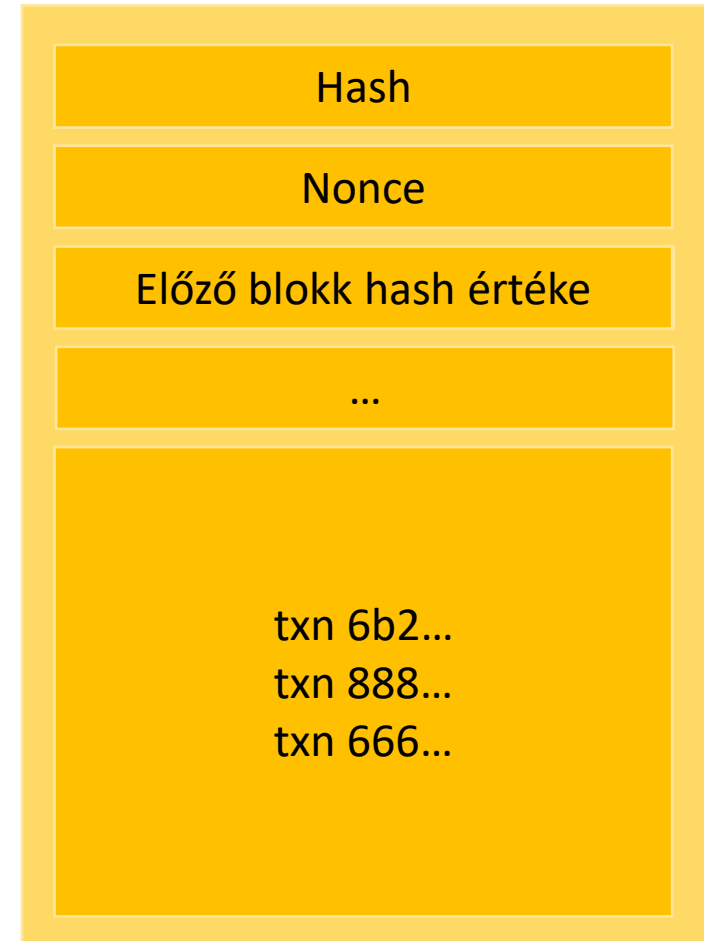 Hash
Nonce
Előző blokk hash értéke
…
txn 6b2…
txn 888…
txn 666…